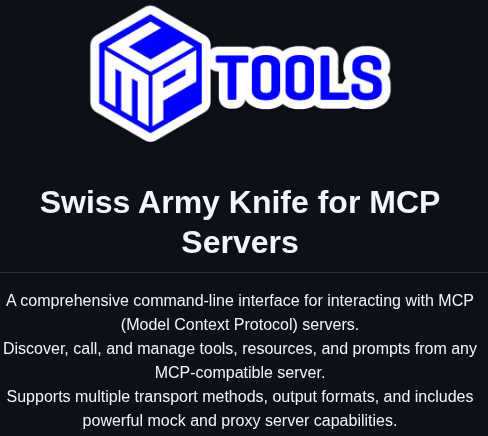 MCP TOOLS
Swiss Army Knife for MCP
Servers
A comprehensive command-line interface for interacting with MCP
(Model Context Protocol) servers.
Discover, call, and manage tools, resources, and prompts from any
MCP-compatible server.
Supports multiple transport methods, output formats, and includes
powerful mock and proxy server capabilities.